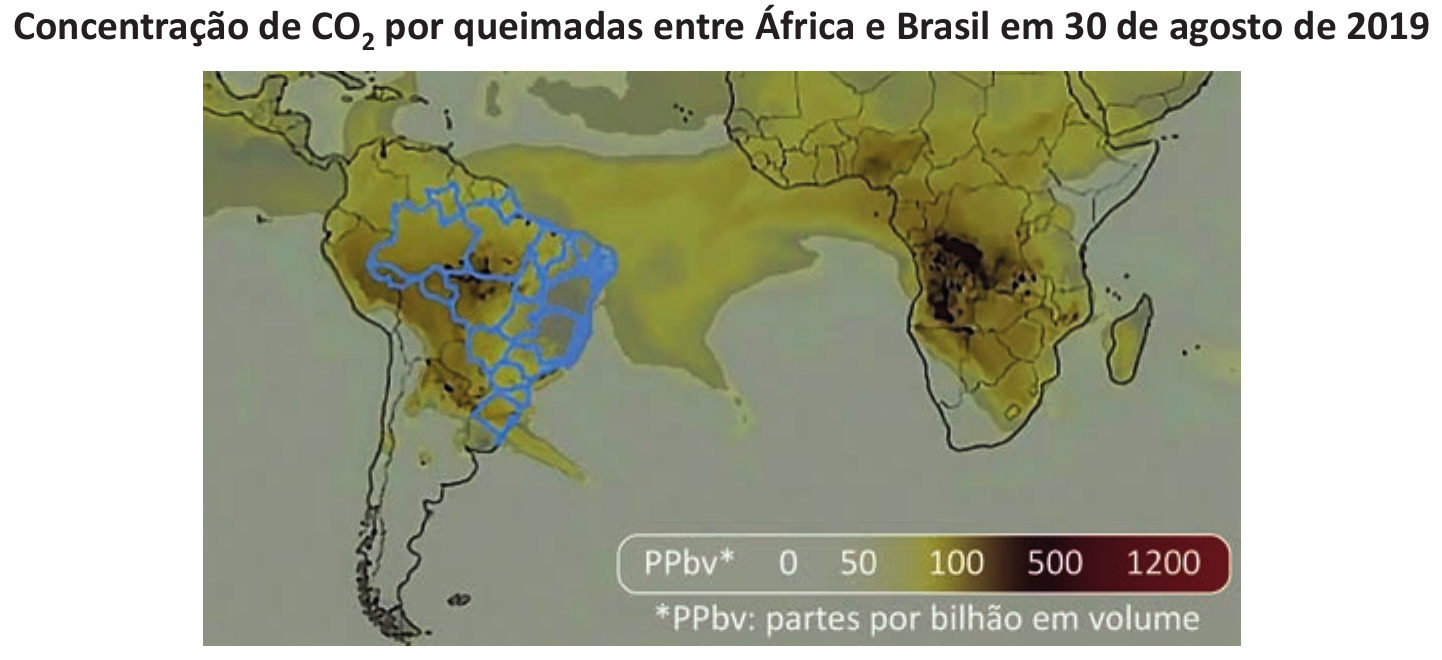 Concentração de CO₂ por queimadas entre África e Brasil em 30 de agosto de 2019
PPbv* 0 50 100 500 1200
*PPbv: partes por bilhão em volume